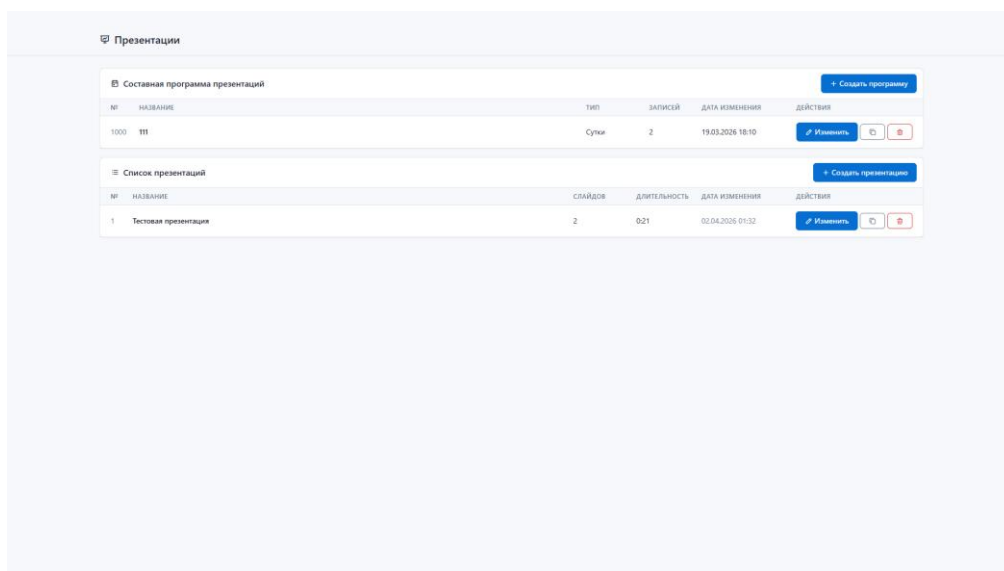 Презентации
Составная программа презентаций
+ Создать программу
№ НАЗВАНИЕ ТИП ЗАПИСЕЙ ДАТА ИЗМЕНЕНИЯ ДЕЙСТВИЯ
1000 111 Сутки 2 19.03.2026 18:10 Изменить
Список презентаций
+ Создать презентацию
№ НАЗВАНИЕ СЛАЙДОВ ДЛИТЕЛЬНОСТЬ ДАТА ИЗМЕНЕНИЯ ДЕЙСТВИЯ
1 Тестовая презентация 2 0:21 02.04.2026 01:32 Изменить